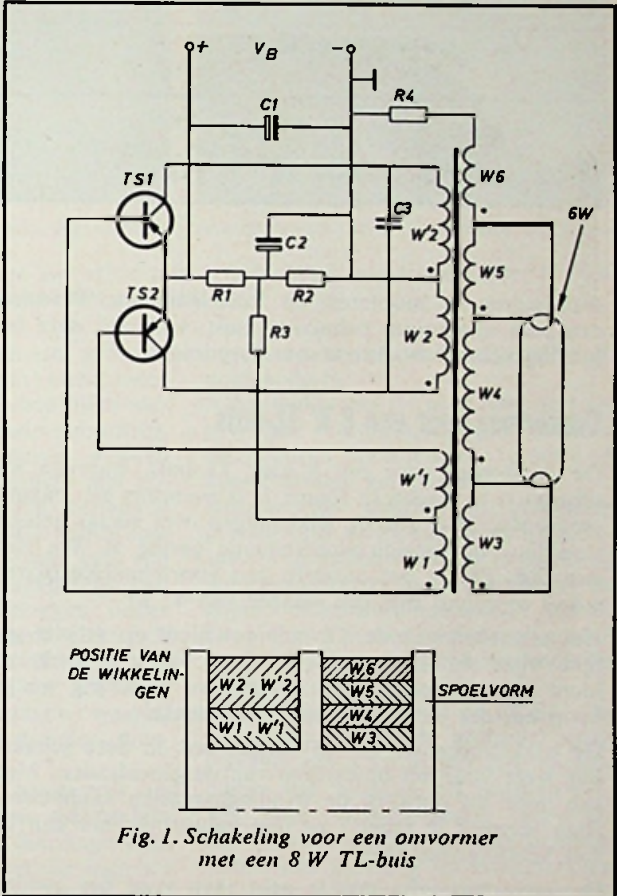 + VB -
C1
R4
TS1
W6
C3
W'2
6W
C2
W5
R1
R2
TS2
R3
W2
W4
W'1
W1
W3
POSITIE VAN
DE WIKKELIN-
GEN
W2, W'2
W1, W'1
W6
W5
W4
W3
SPOELVORM
Fig. 1. Schakeling voor een omvormer
met een 8 W TL-buis